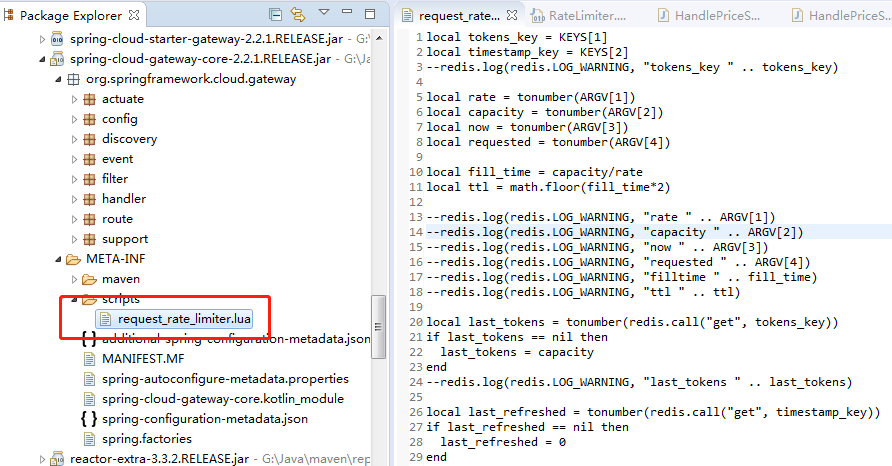 Package Explorer
spring-cloud-starter-gateway-2.2.1.RELEASE.jar - G:\
spring-cloud-gateway-core-2.2.1.RELEASE.jar - G:\Ja
org.springframework.cloud.gateway
actuate
config
discovery
event
filter
handler
route
support
META-INF
maven
scripts
request_rate_limiter.lua
additional-spring-configuration-metadata.json
MANIFEST.MF
spring-autoconfigure-metadata.properties
spring-cloud-gateway-core.kotlin_module
spring-configuration-metadata.json
spring.factories
reactor-extra-3.3.2.RELEASE.jar - G:\Java\maven\rep
request_rate... RateLimiter.... HandlePriceS... HandlePriceS
1 local tokens_key = KEYS[1]
2 local timestamp_key = KEYS[2]
3 --redis.log(redis.LOG_WARNING, "tokens_key " .. tokens_key)
4
5 local rate = tonumber(ARGV[1])
6 local capacity = tonumber(ARGV[2])
7 local now = tonumber(ARGV[3])
8 local requested = tonumber(ARGV[4])
9
10 local fill_time = capacity/rate
11 local ttl = math.floor(fill_time*2)
12
13 --redis.log(redis.LOG_WARNING, "rate " .. ARGV[1])
14 --redis.log(redis.LOG_WARNING, "capacity " .. ARGV[2])
15 --redis.log(redis.LOG_WARNING, "now " .. ARGV[3])
16 --redis.log(redis.LOG_WARNING, "requested " .. ARGV[4])
17 --redis.log(redis.LOG_WARNING, "filltime " .. fill_time)
18 --redis.log(redis.LOG_WARNING, "ttl " .. ttl)
19
20 local last_tokens = tonumber(redis.call("get", tokens_key))
21 if last_tokens == nil then
22 last_tokens = capacity
23 end
24 --redis.log(redis.LOG_WARNING, "last_tokens " .. last_tokens)
25
26 local last_refreshed = tonumber(redis.call("get", timestamp_key))
27 if last_refreshed == nil then
28 last_refreshed = 0
29 end